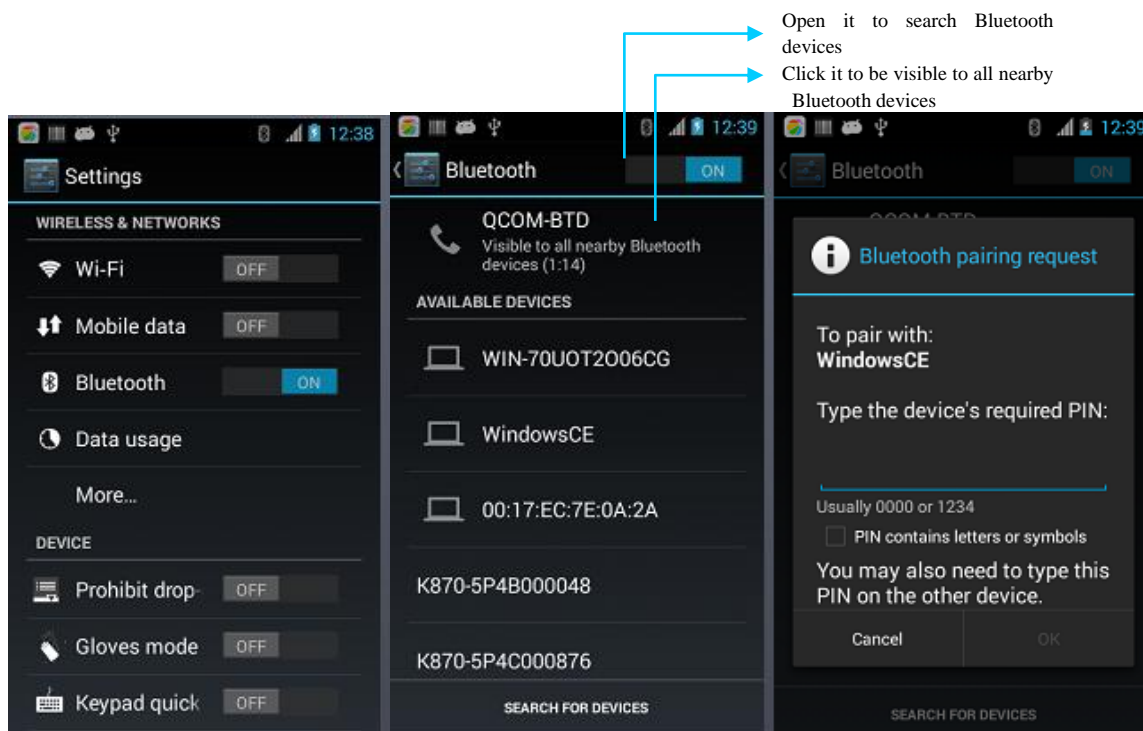 Open it to search Bluetooth
devices
Click it to be visible to all nearby
Bluetooth devices
12:38
Settings
WIRELESS & NETWORKS
Wi-Fi OFF
Mobile data OFF
Bluetooth ON
Data usage
More...
DEVICE
Prohibit drop- OFF
Gloves mode OFF
Keypad quick OFF
12:39
Bluetooth ON
QCOM-BTD
Visible to all nearby Bluetooth
devices (1:14)
AVAILABLE DEVICES
WIN-70UOT2O06CG
WindowsCE
00:17:EC:7E:0A:2A
K870-5P4B000048
K870-5P4C000876
SEARCH FOR DEVICES
12:39
Bluetooth ON
QCOM-BTD
Bluetooth pairing request
To pair with:
WindowsCE
Type the device's required PIN:
Usually 0000 or 1234
PIN contains letters or symbols
You may also need to type this
PIN on the other device.
Cancel OK
SEARCH FOR DEVICES